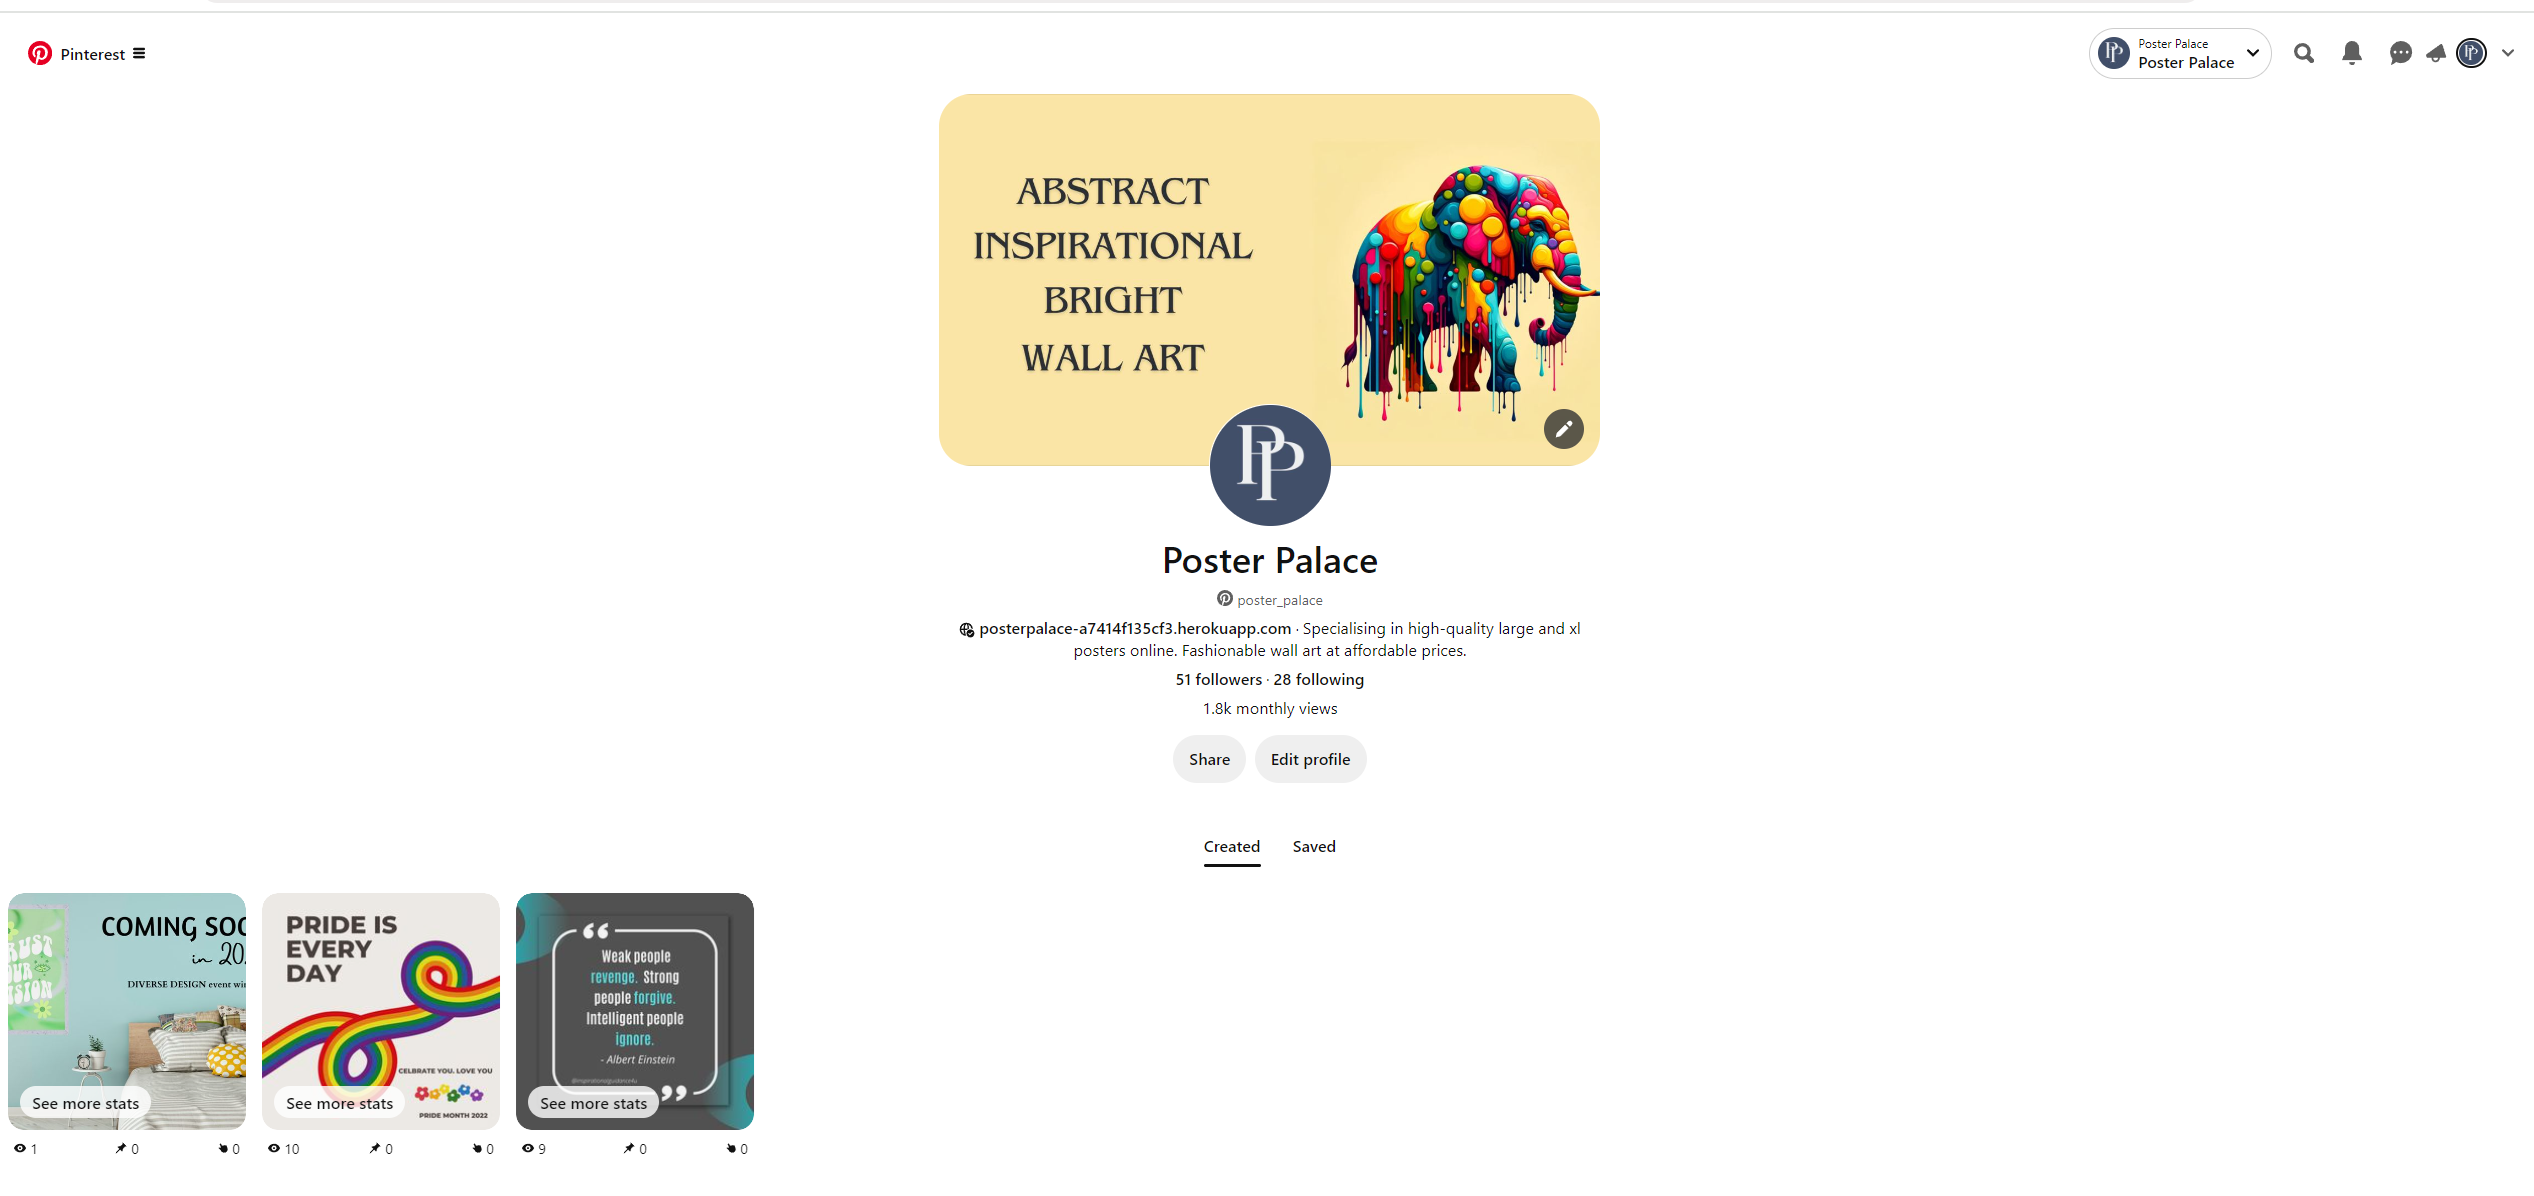 Pinterest
Poster Palace
Poster Palace
ABSTRACT
INSPIRATIONAL
BRIGHT
WALL ART
PP
Poster Palace
poster_palace
posterpalace-a7414f135cf3.herokuapp.com · Specialising in high-quality large and xl
posters online. Fashionable wall art at affordable prices.
51 followers · 28 following
1.8k monthly views
Share Edit profile
Created Saved
COMING SOO
in 20
DIVERSE DESIGN event wi
See more stats
1 0 0
PRIDE IS
EVERY
DAY
CELBRATE YOU. LOVE YOU
PRIDE MONTH 2022
See more stats
10 0 0
“
Weak people
revenge. Strong
people forgive.
Intelligent people
ignore.
- Albert Einstein
”
See more stats
9 0 0